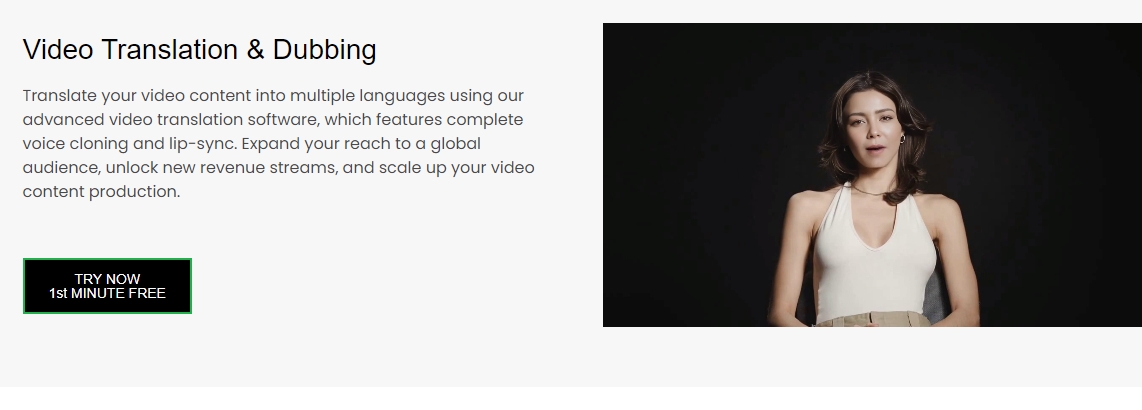 Video Translation & Dubbing
Translate your video content into multiple languages using our
advanced video translation software, which features complete
voice cloning and lip-sync. Expand your reach to a global
audience, unlock new revenue streams, and scale up your video
content production.
TRY NOW
1st MINUTE FREE